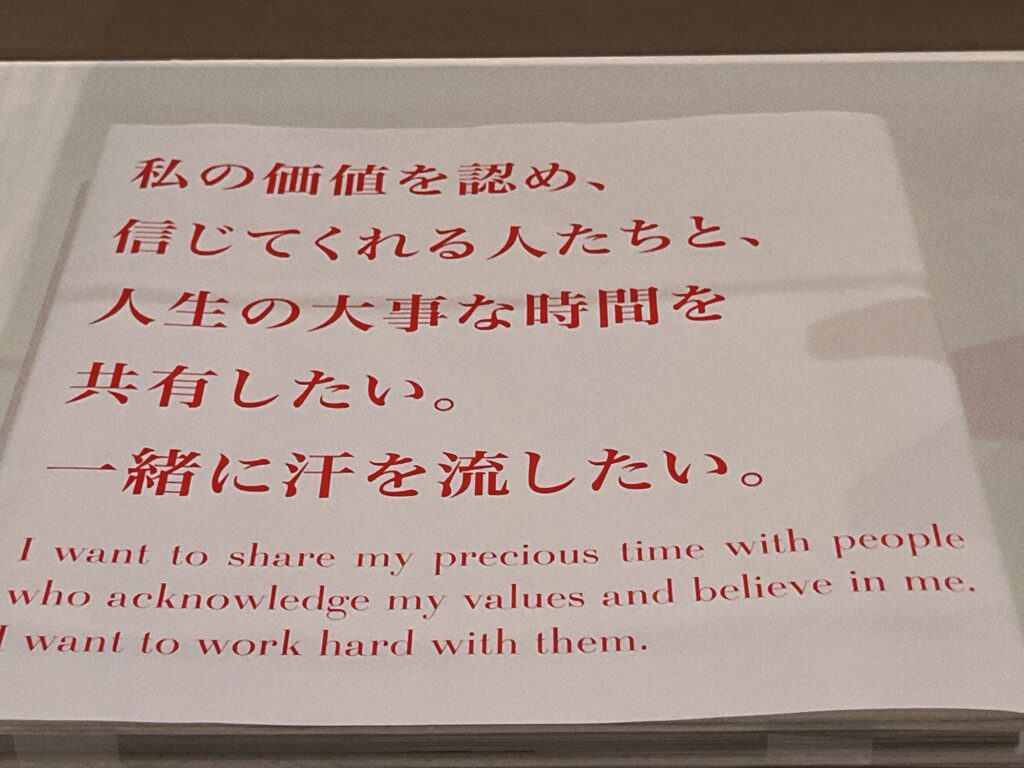 私の価値を認め、
信じてくれる人たちと、
人生の大事な時間を
共有したい。
一緒に汗を流したい。
I want to share my precious time with people
who acknowledge my values and believe in me.
I want to work hard with them.